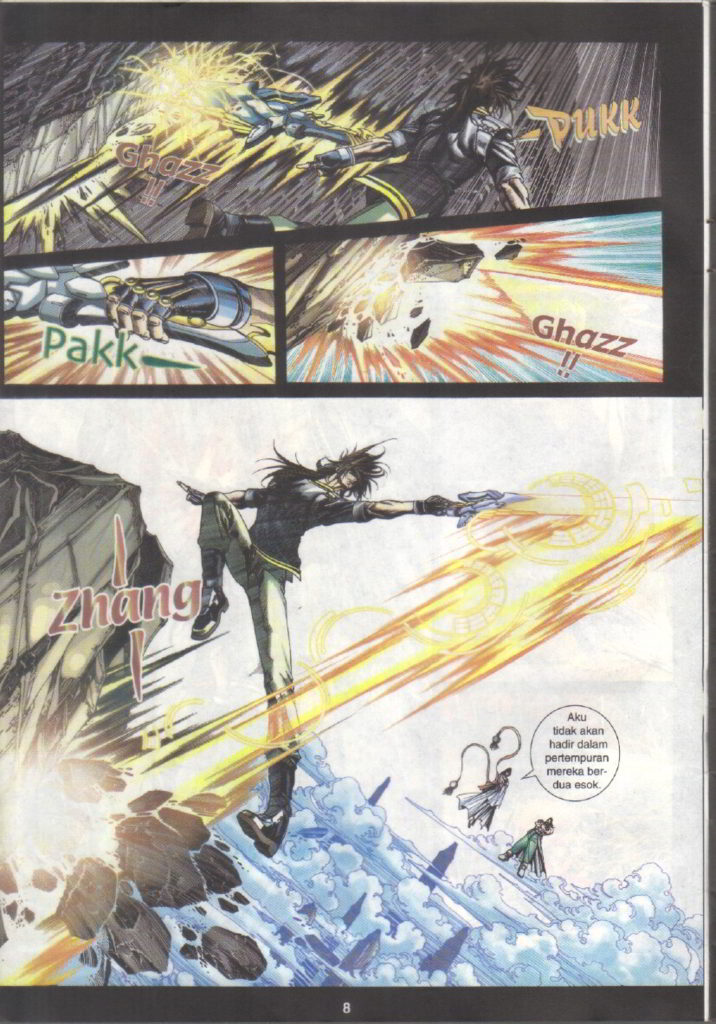 DUKK
Ghazz
!!
Pakk
Ghazz
!!
Zhang
Aku
tidak akan
hadir dalam
pertempuran
mereka ber-
dua esok.
8